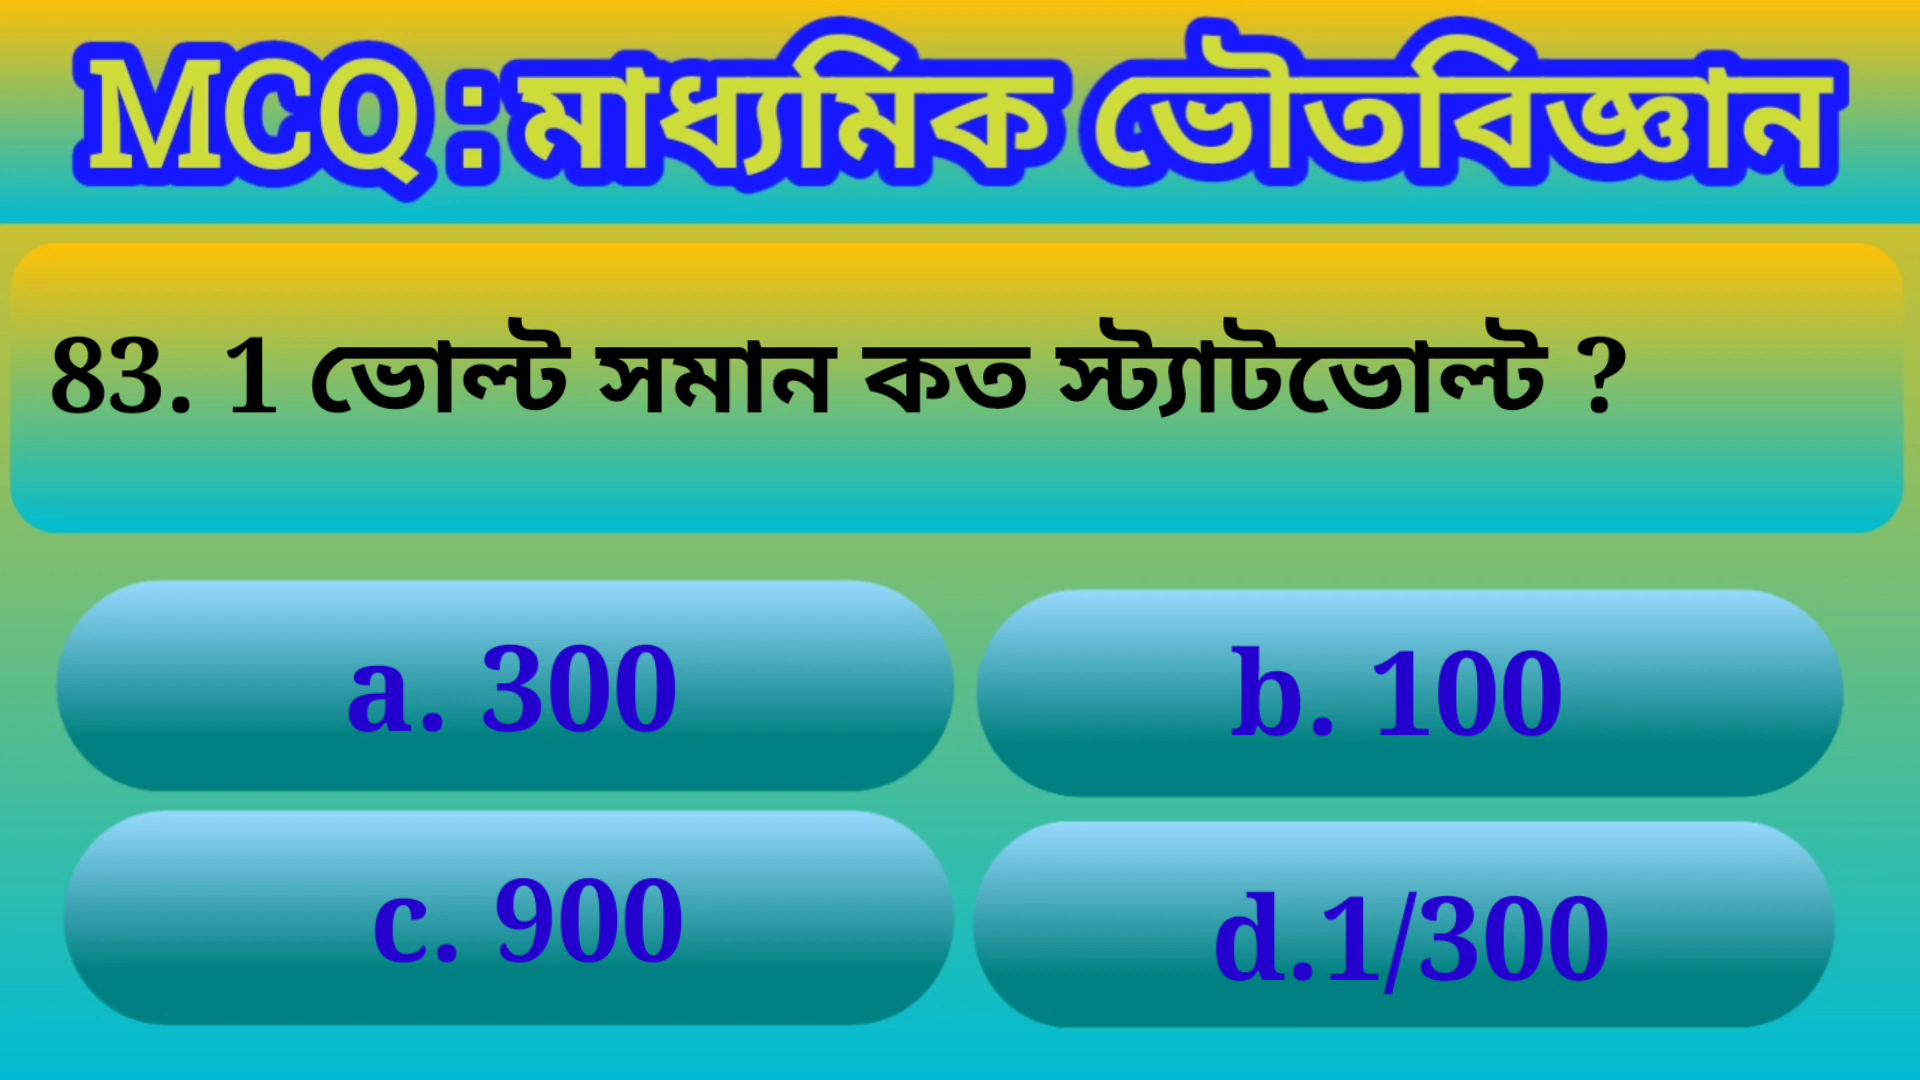 MCQ : মাধ্যমিক ভৌতবিজ্ঞান
83. 1 ভোল্ট সমান কত স্ট্যাটভোল্ট ?
a. 300
b. 100
c. 900
d.1/300